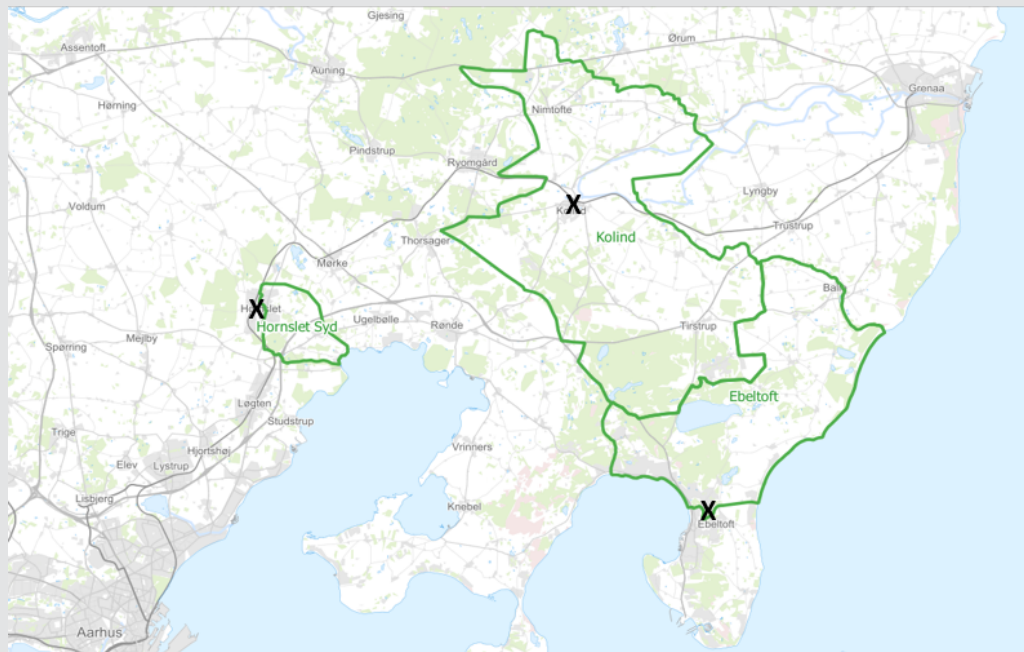 Gjesing
Ørum
Assentoft
Auning
Grenaa
Hørning
Nimtofte
Pindstrup
Ryomgård
Lyngby
Voldum
X
Trustrup
Kolind
Thorsager
Mørke
Balle
X
Hornslet Syd
Ugelbølle
Rønde
Tirstrup
Mejlby
Spørring
Ebeltoft
Løgten
Studstrup
Trige
Vrinners
Hjortshøj
Elev
Lystrup
Lisbjerg
Knebel
X
Ebeltoft
Aarhus